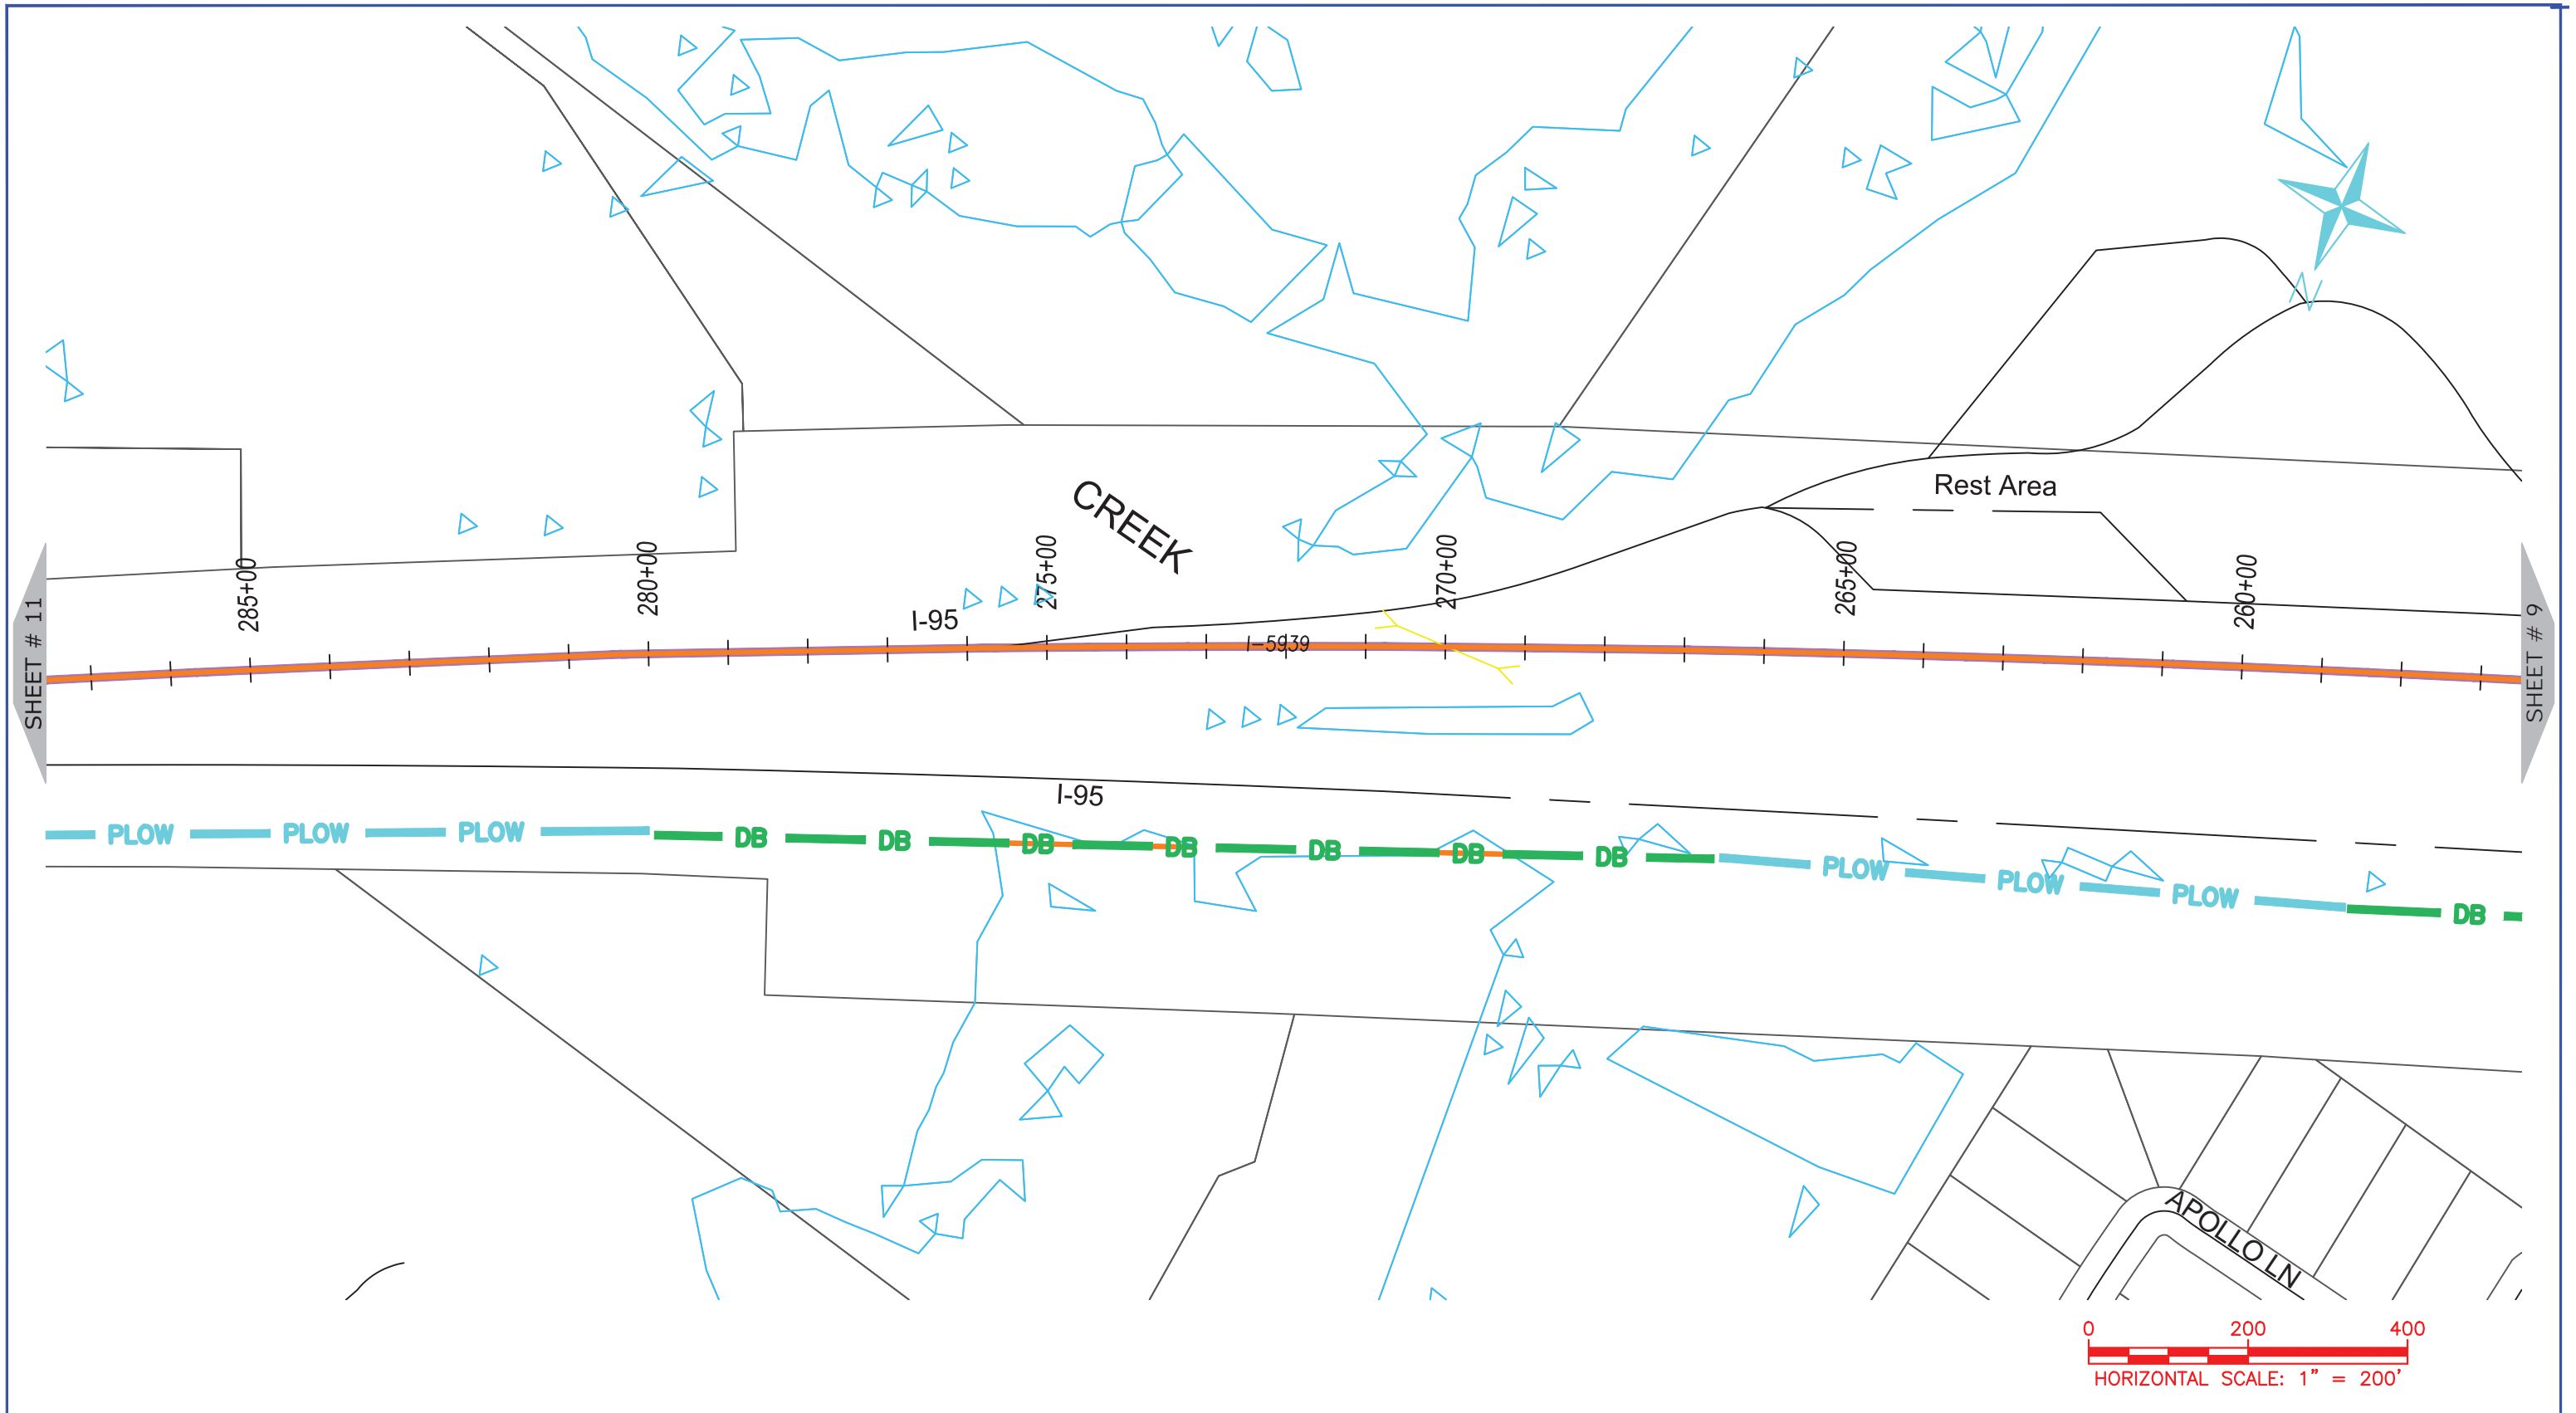 N
Rest Area
CREEK
285+00
280+00
275+00
270+00
265+00
260+00
I-95
I-5939
SHEET # 11
SHEET # 9
I-95
PLOW PLOW PLOW DB DB DB DB DB DB DB PLOW PLOW PLOW DB
APOLLO LN
0 200 400
HORIZONTAL SCALE: 1" = 200'